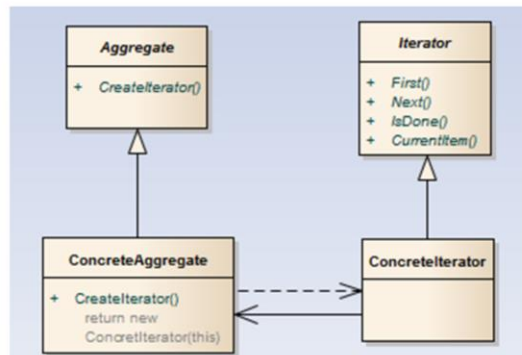 Aggregate
+ CreateIterator()
Iterator
+ First()
+ Next()
+ IsDone()
+ CurrentItem()
ConcreteAggregate
+ CreateIterator()
return new
ConcretIterator(this)
ConcreteIterator